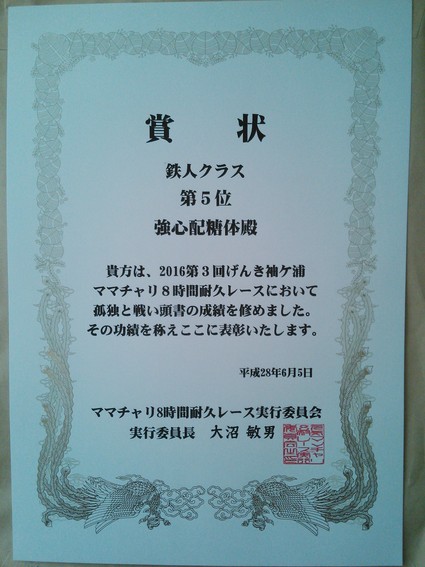 賞 状
鉄人クラス
第5位
強心配糖体殿
貴方は、2016第3回げんき袖ケ浦
ママチャリ8時間耐久レースにおいて
孤独と戦い頭書の成績を修めました。
その功績を称えここに表彰いたします。
平成28年6月5日
ママチャリ8時間耐久レース実行委員会
実行委員長 大沼 敏男